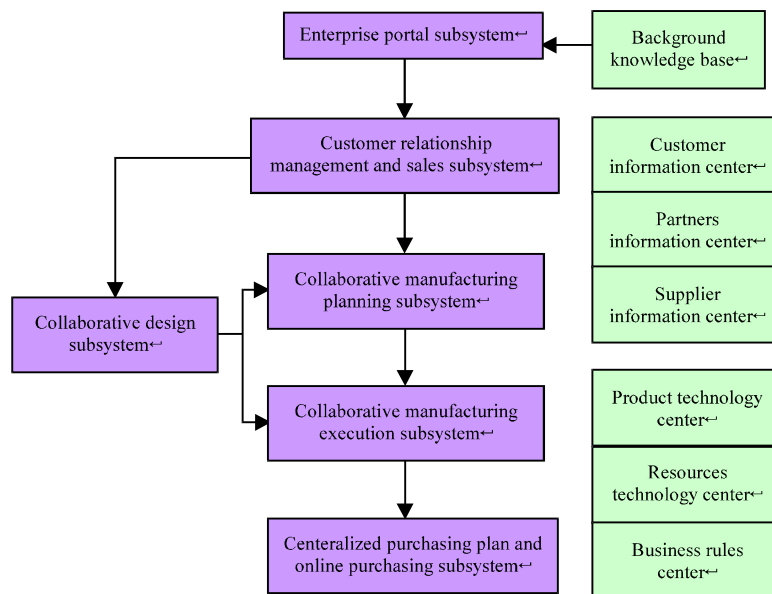 Enterprise portal subsystem↵
Background
knowledge base↵
Customer relationship
management and sales subsystem↵
Customer
information center↵
Partners
information center↵
Collaborative manufacturing
planning subsystem↵
Supplier
information center↵
Collaborative design
subsystem↵
Collaborative manufacturing
execution subsystem↵
Product technology
center↵
Resources
technology center↵
Centeralized purchasing plan and
online purchasing subsystem↵
Business rules
center↵